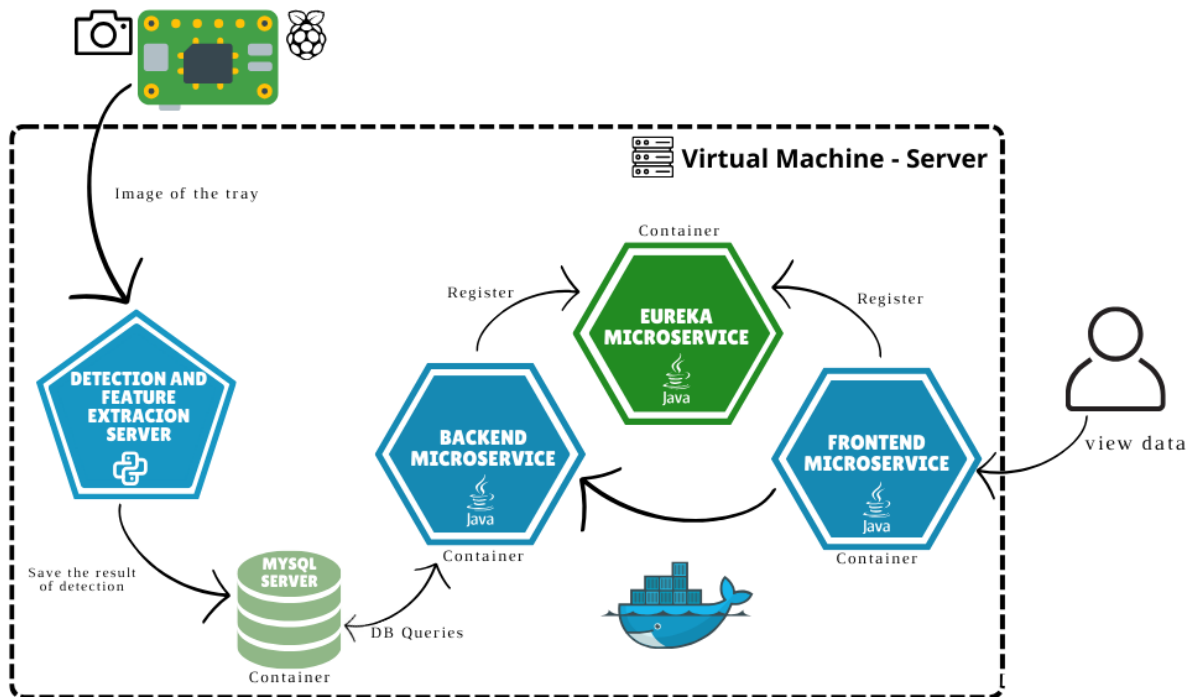 Virtual Machine - Server
Image of the tray
Container
Register
Register
EUREKA
MICROSERVICE
Java
DETECTION AND
FEATURE
EXTRACION
SERVER
BACKEND
MICROSERVICE
Java
Container
FRONTEND
MICROSERVICE
Java
Container
view data
Save the result
of detection
MYSQL
SERVER
Container
DB Queries